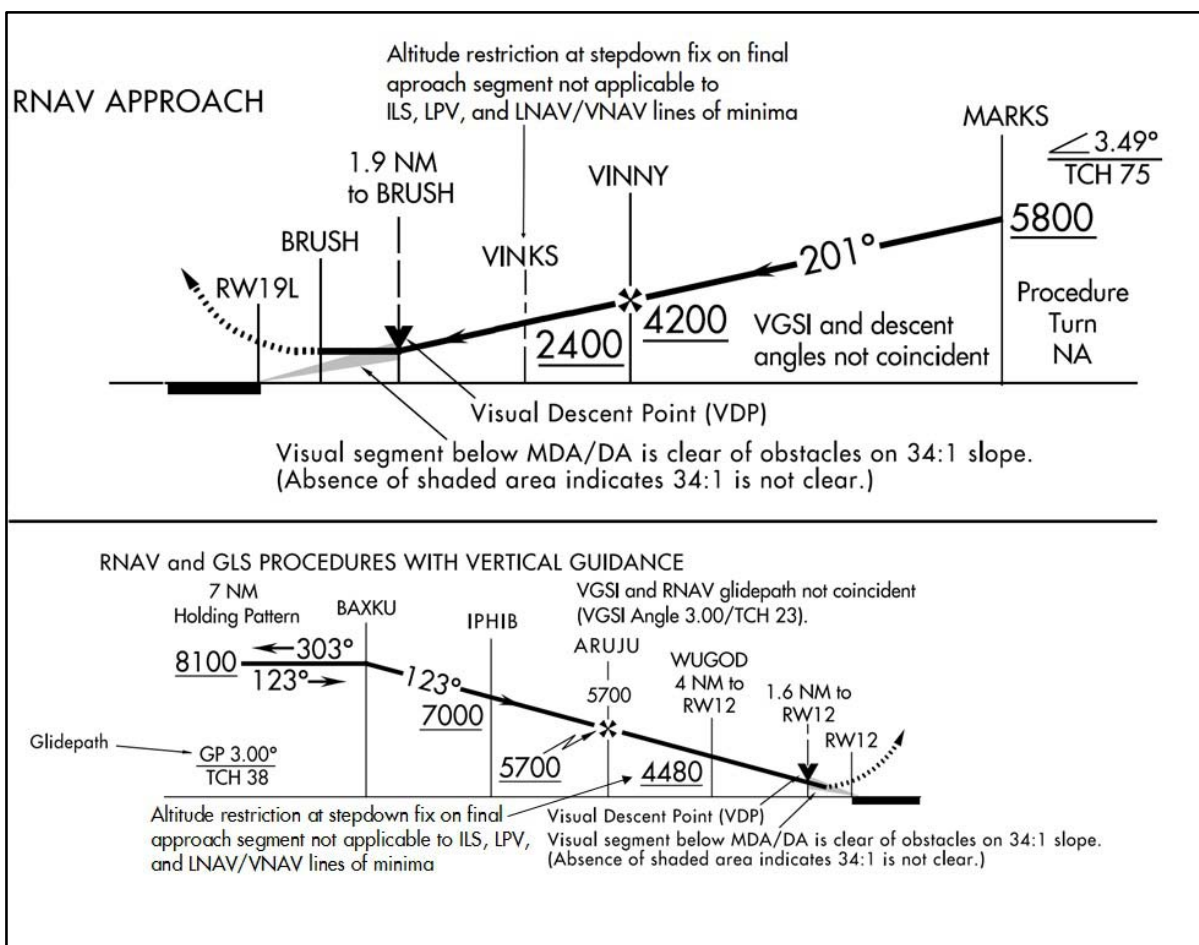 RNAV APPROACH
Altitude restriction at stepdown fix on final
aproach segment not applicable to
ILS, LPV, and LNAV/VNAV lines of minima
1.9 NM
to BRUSH
BRUSH
RW19L
VINKS
VINNY
MARKS
3.49°
TCH 75
5800
201°
4200
2400
VGSI and descent
angles not coincident
Procedure
Turn
NA
Visual Descent Point (VDP)
Visual segment below MDA/DA is clear of obstacles on 34:1 slope.
(Absence of shaded area indicates 34:1 is not clear.)
RNAV and GLS PROCEDURES WITH VERTICAL GUIDANCE
7 NM
Holding Pattern
BAXKU
IPHIB
VGSI and RNAV glidepath not coincident
(VGSI Angle 3.00/TCH 23).
ARUJU
5700
WUGOD
4 NM to
RW12
1.6 NM to
RW12
RW12
8100
303°
123°
123°
7000
5700
4480
Glidepath
GP 3.00°
TCH 38
Altitude restriction at stepdown fix on final
approach segment not applicable to ILS, LPV,
and LNAV/VNAV lines of minima
Visual Descent Point (VDP)
Visual segment below MDA/DA is clear of obstacles on 34:1 slope.
(Absence of shaded area indicates 34:1 is not clear.)